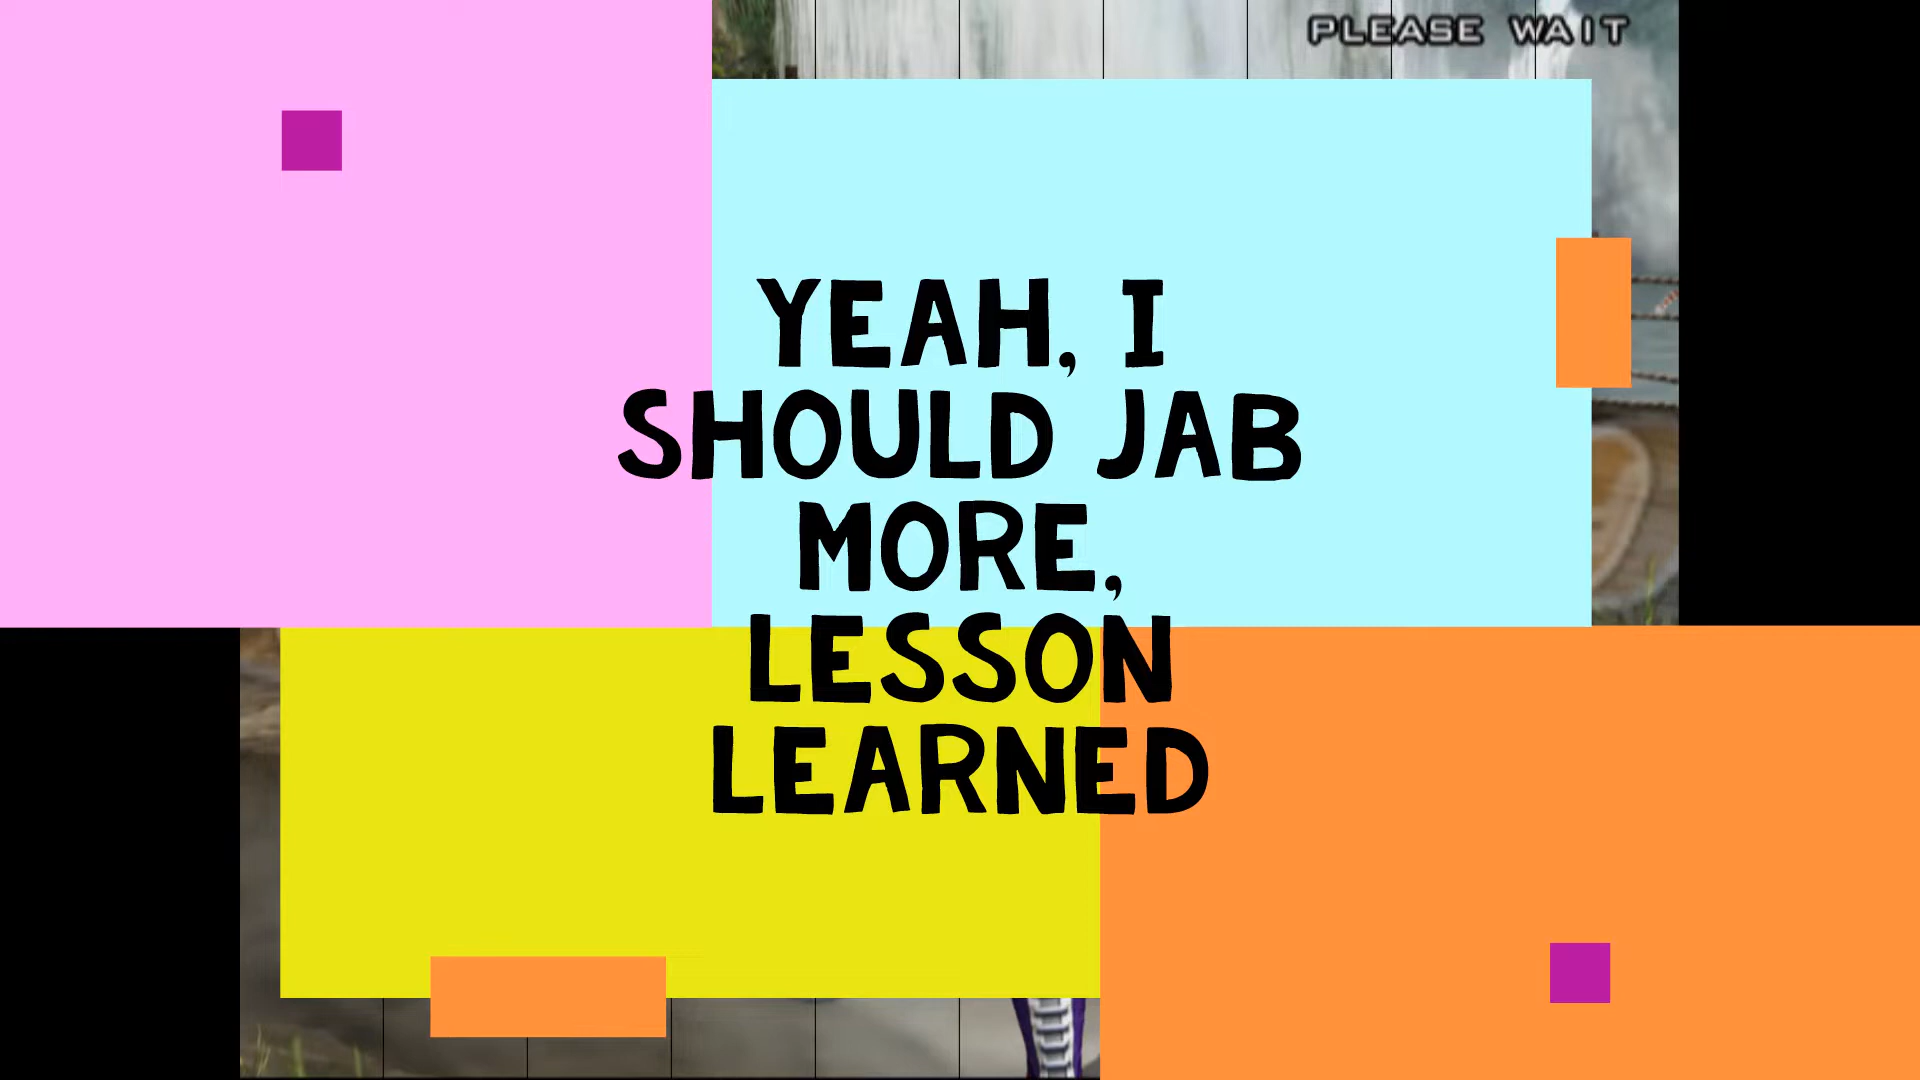 PLEASE WAIT
YEAH, I
SHOULD JAB
MORE,
LESSON
LEARNED